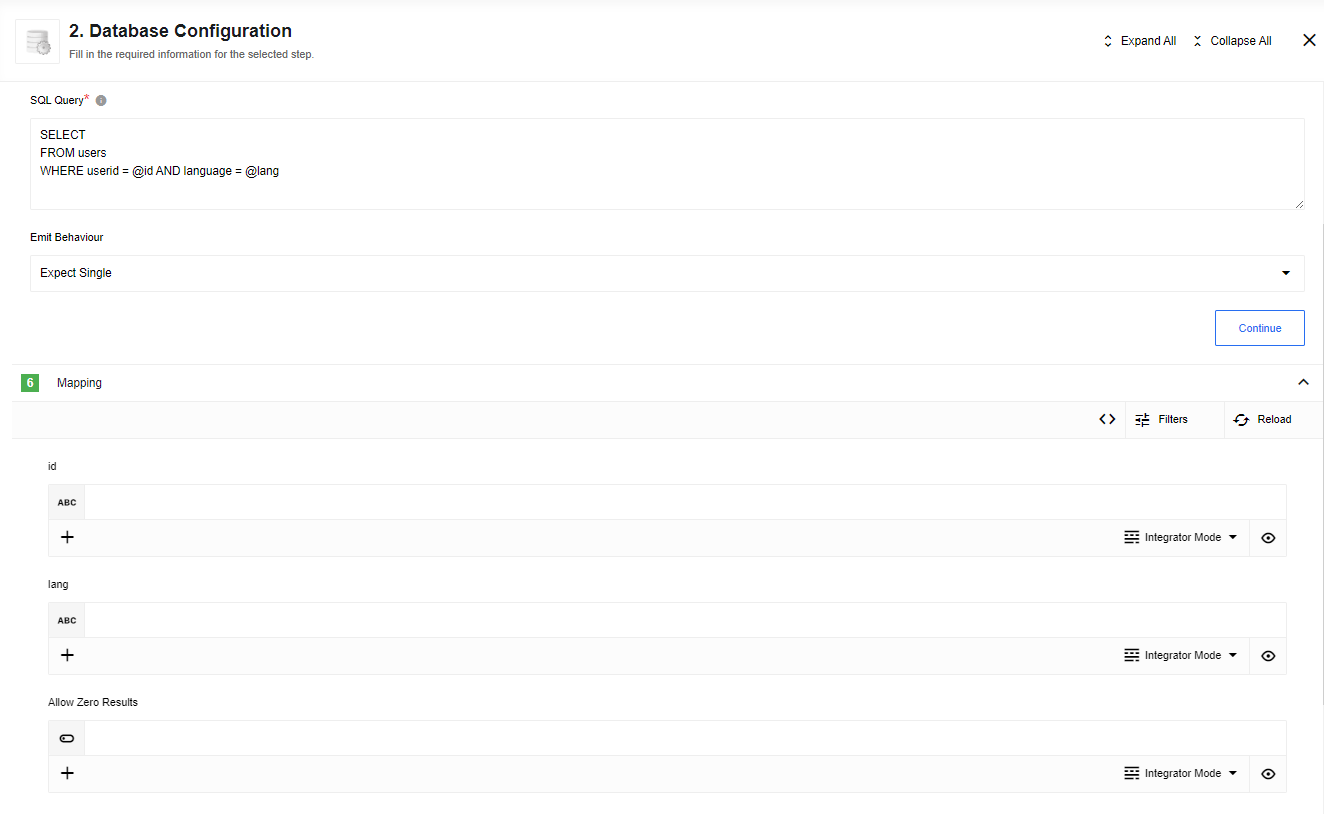 2. Database Configuration
Fill in the required information for the selected step.
Expand All
Collapse All
SQL Query*
SELECT
FROM users
WHERE userid = @id AND language = @lang
Emit Behaviour
Expect Single
Continue
6 Mapping
Filters
Reload
id
ABC
Integrator Mode
lang
ABC
Integrator Mode
Allow Zero Results
Integrator Mode